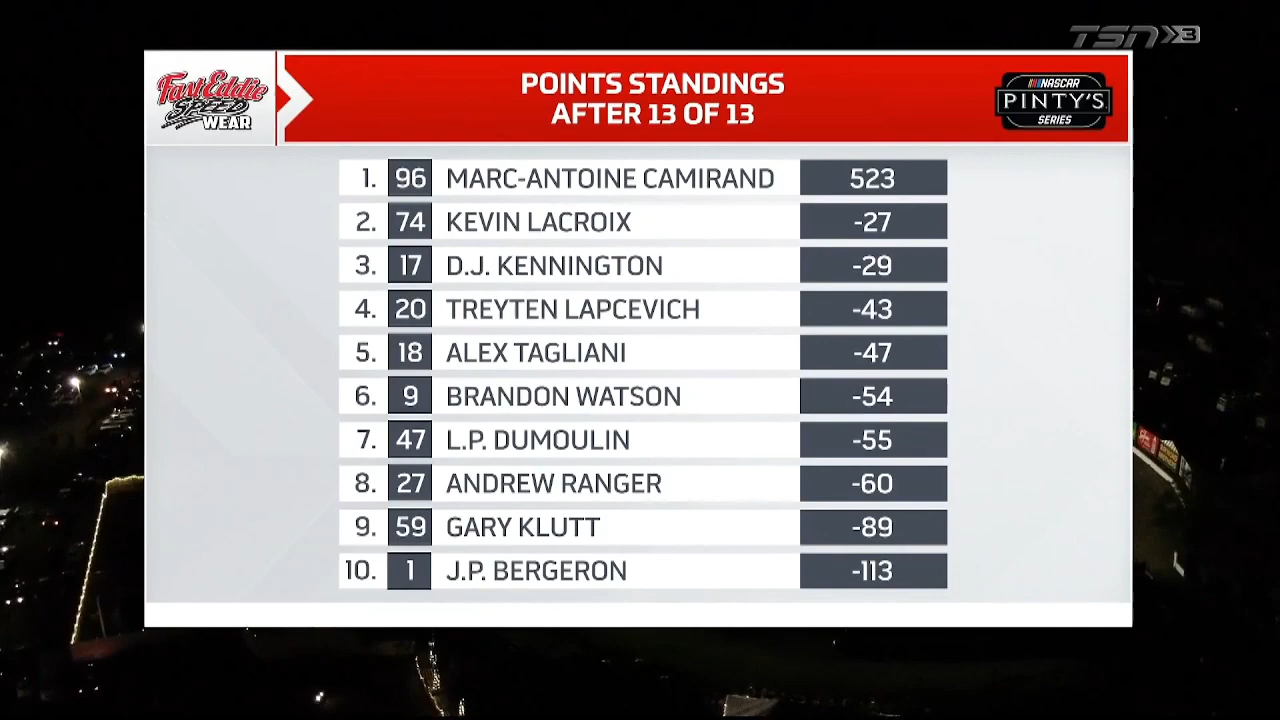 TSN 3
Fast Eddie
SPEED
WEAR
POINTS STANDINGS
AFTER 13 OF 13
NASCAR
PINTY'S
SERIES
1. 96 MARC-ANTOINE CAMIRAND 523
2. 74 KEVIN LACROIX -27
3. 17 D.J. KENNINGTON -29
4. 20 TREYTEN LAPCEVICH -43
5. 18 ALEX TAGLIANI -47
6. 9 BRANDON WATSON -54
7. 47 L.P. DUMOULIN -55
8. 27 ANDREW RANGER -60
9. 59 GARY KLUTT -89
10. 1 J.P. BERGERON -113